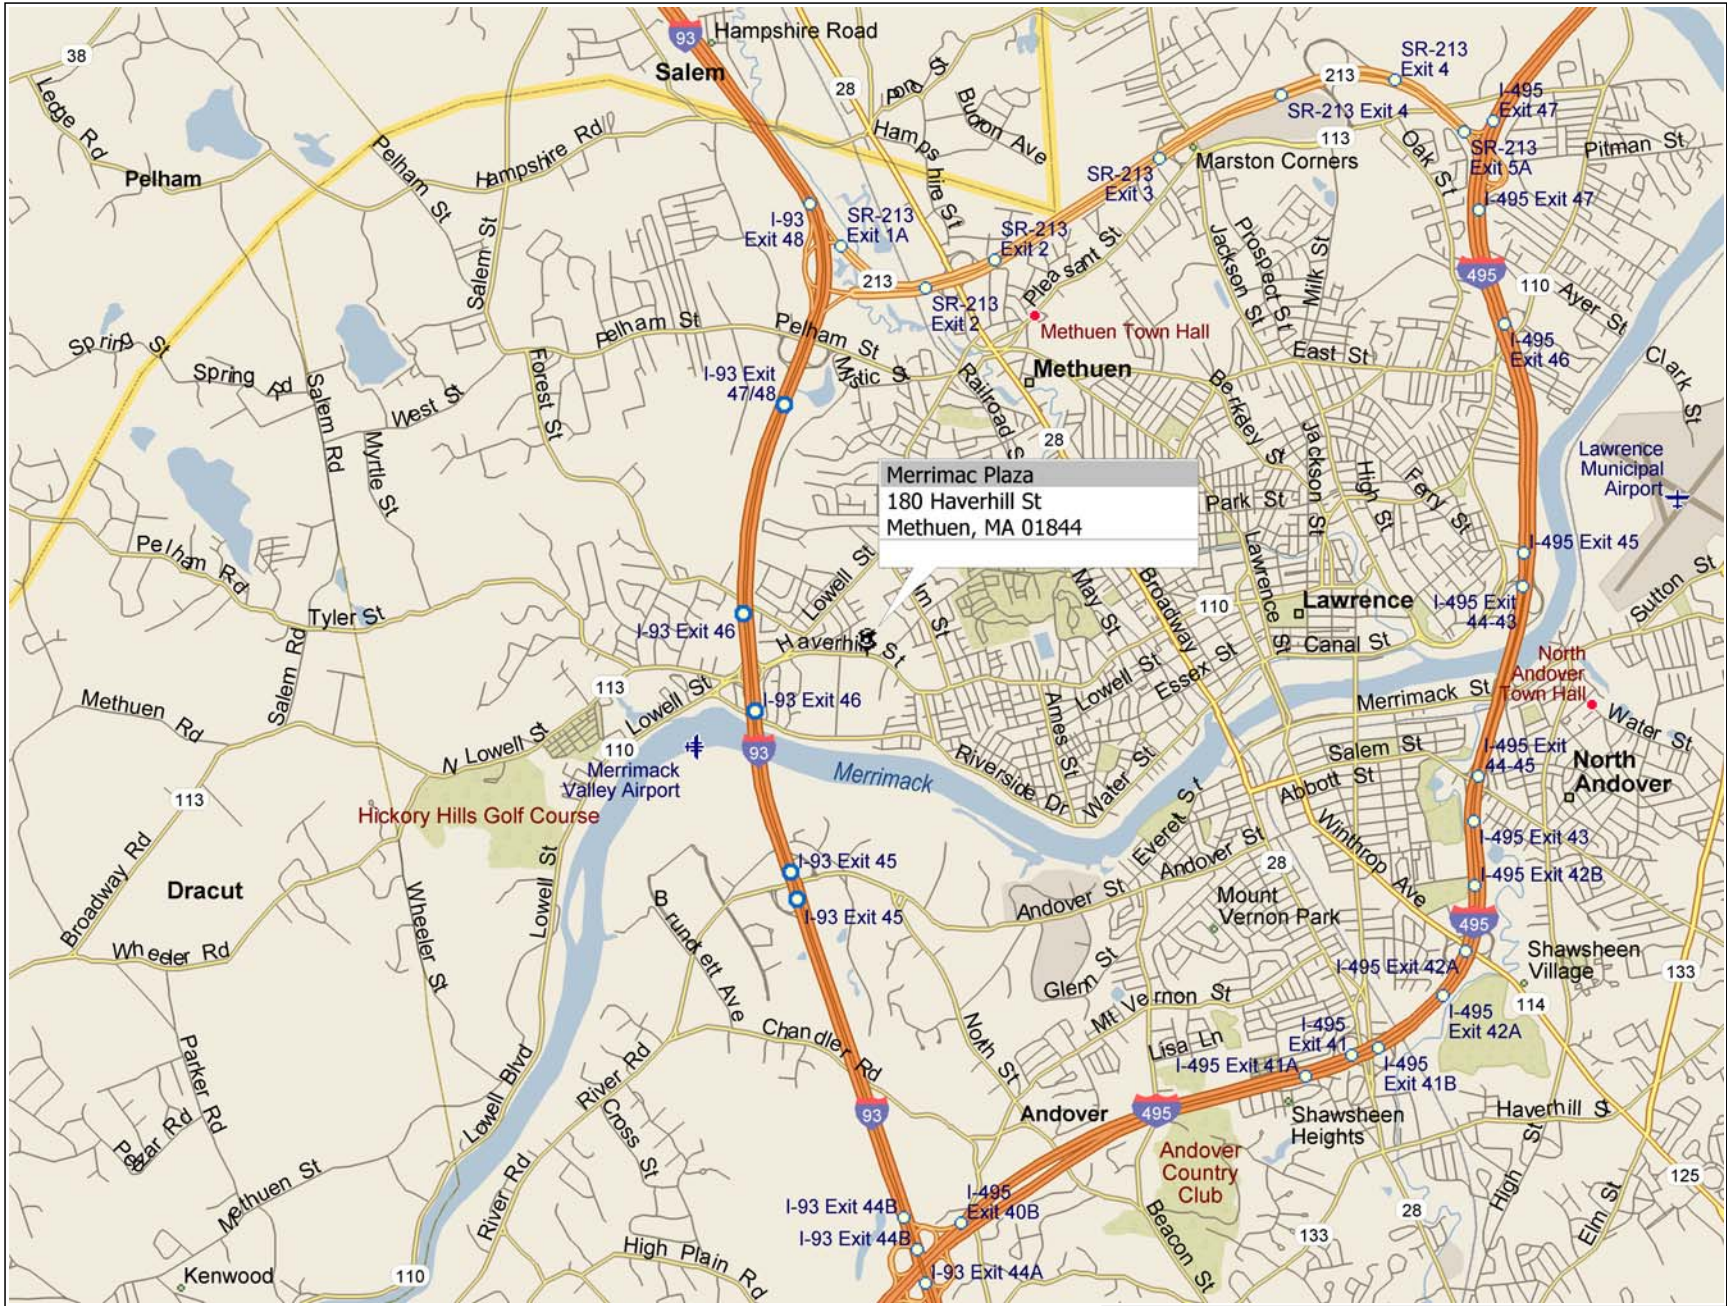 38
93
Hampshire Road
Salem
28
Pond St
Burton Ave
Hampshire St
213
SR-213
Exit 4
SR-213 Exit 4
I-495
Exit 47
113
Marston Corners
Oak St
SR-213
Exit 5A
Pitman St
Ledge Rd
Pelham
Pelham St
Hampshire Rd
Salem St
I-93
Exit 48
SR-213
Exit 1A
SR-213
Exit 2
SR-213
Exit 3
I-495 Exit 47
Pleasant St
Jackson St
Prospect St
Milk St
495
110
Ayer St
213
SR-213
Exit 2
Methuen Town Hall
I-495
Exit 46
Clark St
Spring St
Spring Rd
Salem Rd
West St
Myrtle St
Forest St
Pelham St
Pelham St
Mystic St
I-93 Exit
47/48
Railroad St
Methuen
East St
Berkeley St
28
Jackson St
High St
Ferry St
Lawrence
Municipal
Airport
Merrimac Plaza
180 Haverhill St
Methuen, MA 01844
Park St
I-495 Exit 45
Pelham Rd
Tyler St
Salem Rd
I-93 Exit 46
Lowell St
Haverhill St
Elm St
May St
Broadway
110
Lawrence St
Lawrence
I-495 Exit
44-43
Canal St
Sutton St
North
Andover
Town Hall
Methuen Rd
113
Lowell St
I-93 Exit 46
Lowell St
Essex St
Ames St
Merrimack St
Water St
N Lowell St
110
93
Merrimack
Valley Airport
Merrimack
Riverside Dr
Water St
Salem St
Abbott St
I-495 Exit
44-45
North
Andover
113
Hickory Hills Golf Course
Broadway Rd
Dracut
Wheeler Rd
Wheeler St
Lowell St
I-93 Exit 45
I-93 Exit 45
Brundrett Ave
Everett St
Andover St
Andover St
28
Winthrop Ave
I-495 Exit 43
I-495 Exit 42B
Mount
Vernon Park
495
I-495 Exit 42A
Shawsheen
Village
133
Glenn St
Mt Vernon St
114
I-495
Exit 42A
Parker Rd
Lowell Blvd
River Rd
Chandler Rd
North St
Lisa Ln
I-495
Exit 41
I-495 Exit 41A
I-495
Exit 41B
Cross St
93
Andover
495
Shawsheen
Heights
Haverhill St
Pelczar Rd
Methuen St
River Rd
Andover
Country
Club
High St
125
I-93 Exit 44B
I-495
Exit 40B
I-93 Exit 44B
Beacon St
28
Elm St
133
Kenwood
110
High Plain Rd
I-93 Exit 44A